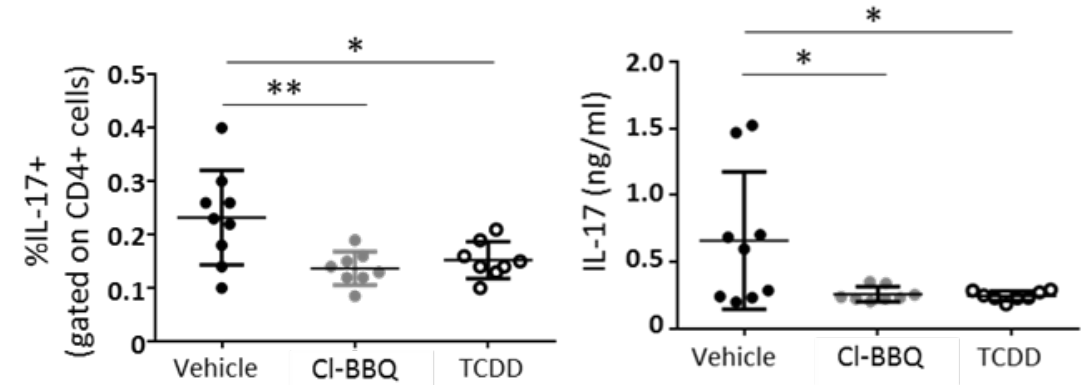 *
**
0.5
0.4
0.3
0.2
0.1
0
%IL-17+
(gated on CD4+ cells)
Vehicle
Cl-BBQ
TCDD
*
*
2.0
1.5
1.0
0.5
0
IL-17 (ng/ml)
Vehicle
Cl-BBQ
TCDD